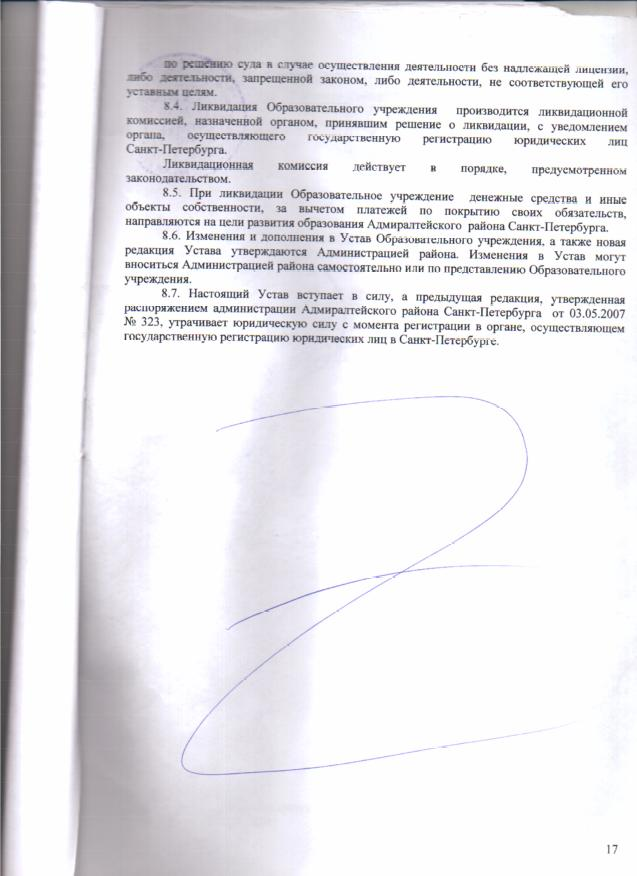 по решению суда в случае осуществления деятельности без надлежащей лицензии,
либо деятельности, запрещенной законом, либо деятельности, не соответствующей его
уставным целям.
8.4. Ликвидация Образовательного учреждения производится ликвидационной
комиссией, назначенной органом, принявшим решение о ликвидации, с уведомлением
органа, осуществляющего государственную регистрацию юридических лиц
Санкт-Петербурга.
Ликвидационная комиссия действует в порядке, предусмотренном
законодательством.
8.5. При ликвидации Образовательное учреждение денежные средства и иные
объекты собственности, за вычетом платежей по покрытию своих обязательств,
направляются на цели развития образования Адмиралтейского района Санкт-Петербурга.
8.6. Изменения и дополнения в Устав Образовательного учреждения, а также новая
редакция Устава утверждаются Администрацией района. Изменения в Устав могут
вноситься Администрацией района самостоятельно или по представлению Образовательного
учреждения.
8.7. Настоящий Устав вступает в силу, а предыдущая редакция, утвержденная
распоряжением администрации Адмиралтейского района Санкт-Петербурга от 03.05.2007
№ 323, утрачивает юридическую силу с момента регистрации в органе, осуществляющем
государственную регистрацию юридических лиц в Санкт-Петербурге.
17